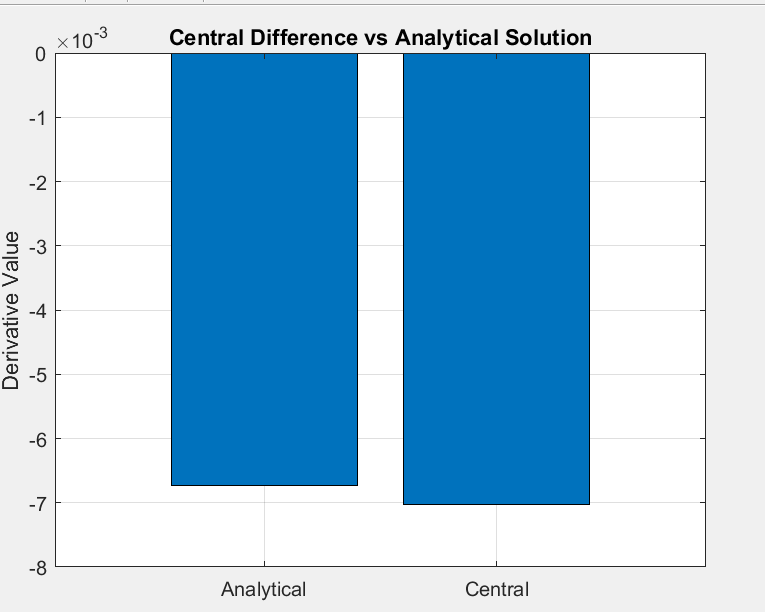 ×10-3
Central Difference vs Analytical Solution
0
-1
-2
-3
-4
-5
-6
-7
-8
Derivative Value
Analytical
Central